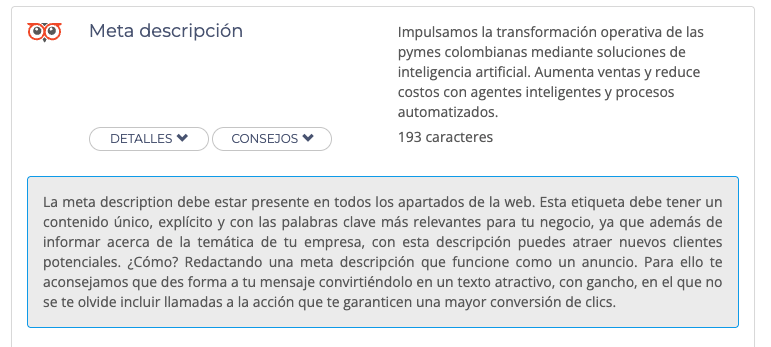 Meta descripción
Impulsamos la transformación operativa de las
pymes colombianas mediante soluciones de
inteligencia artificial. Aumenta ventas y reduce
costos con agentes inteligentes y procesos
automatizados.
DETALLES
CONSEJOS
193 caracteres
La meta description debe estar presente en todos los apartados de la web. Esta etiqueta debe tener un
contenido único, explícito y con las palabras clave más relevantes para tu negocio, ya que además de
informar acerca de la temática de tu empresa, con esta descripción puedes atraer nuevos clientes
potenciales. ¿Cómo? Redactando una meta descripción que funcione como un anuncio. Para ello te
aconsejamos que des forma a tu mensaje convirtiéndolo en un texto atractivo, con gancho, en el que no
se te olvide incluir llamadas a la acción que te garanticen una mayor conversión de clics.